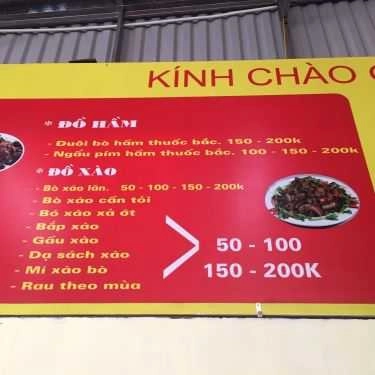 KÍNH CHÀO
* ĐỒ HẦM
- Đuôi bò hầm thuốc bắc. 150 - 200k
- Ngẩu pím hầm thuốc bắc. 100 - 150 - 200k
* ĐỒ XÀO
- Bò xào lăn. 50 - 100 - 150 - 200k
- Bò xào cần tỏi
- Bò xào xả ớt
- Bắp xào
- Gầu xào
- Dạ sách xào
- Mì xào bò
- Rau theo mùa
> 50 - 100
150 - 200K